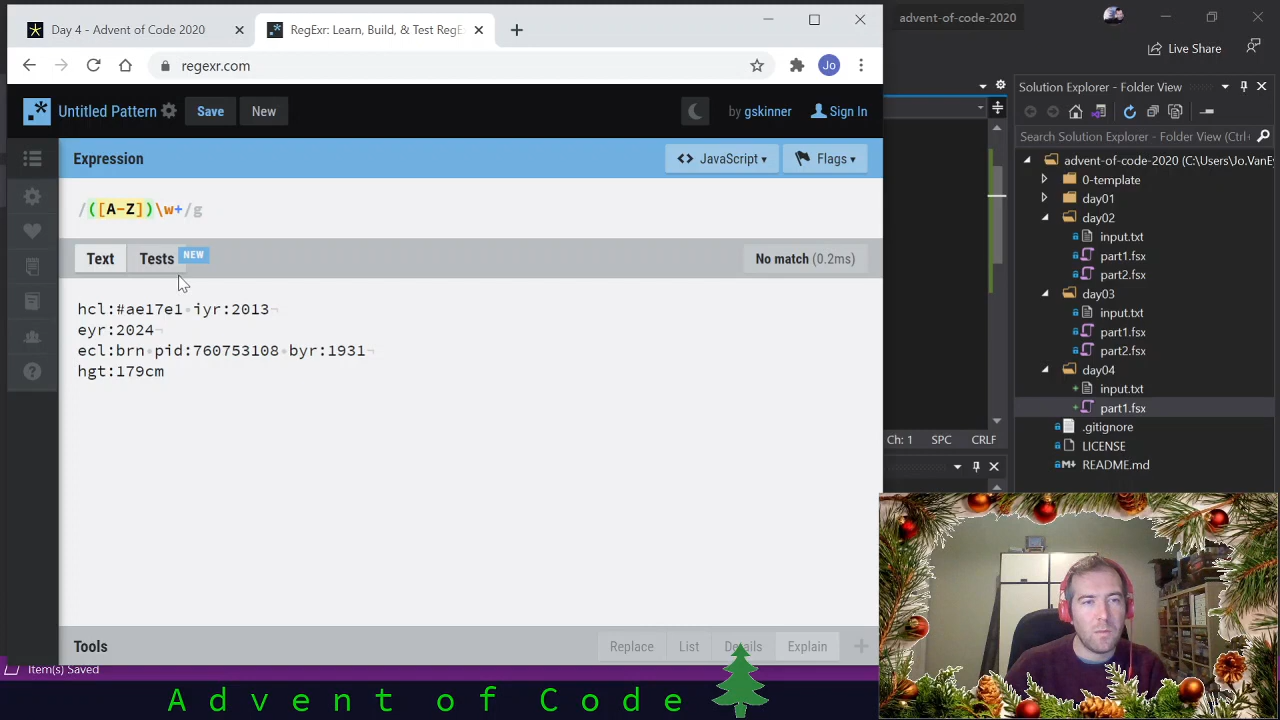 Day 4 - Advent of Code 2020
RegExr: Learn, Build, & Test RegE
advent-of-code-2020
regexr.com
Jo
Live Share
Untitled Pattern
Save
New
by gskinner
Sign In
Solution Explorer - Folder View
Search Solution Explorer - Folder View (Ctrl+
Expression
JavaScript
Flags
advent-of-code-2020 (C:\Users\Jo.VanE
0-template
day01
/([A-Z])\w+/g
day02
input.txt
part1.fsx
part2.fsx
Text
Tests
NEW
No match (0.2ms)
day03
input.txt
part1.fsx
part2.fsx
hcl:#ae17e1 iyr:2013
eyr:2024
ecl:brn pid:760753108 byr:1931
hgt:179cm
day04
input.txt
part1.fsx
.gitignore
LICENSE
README.md
Ch: 1
SPC
CRLF
Tools
Replace
List
Details
Explain
Item(s) Saved
Advent of Code